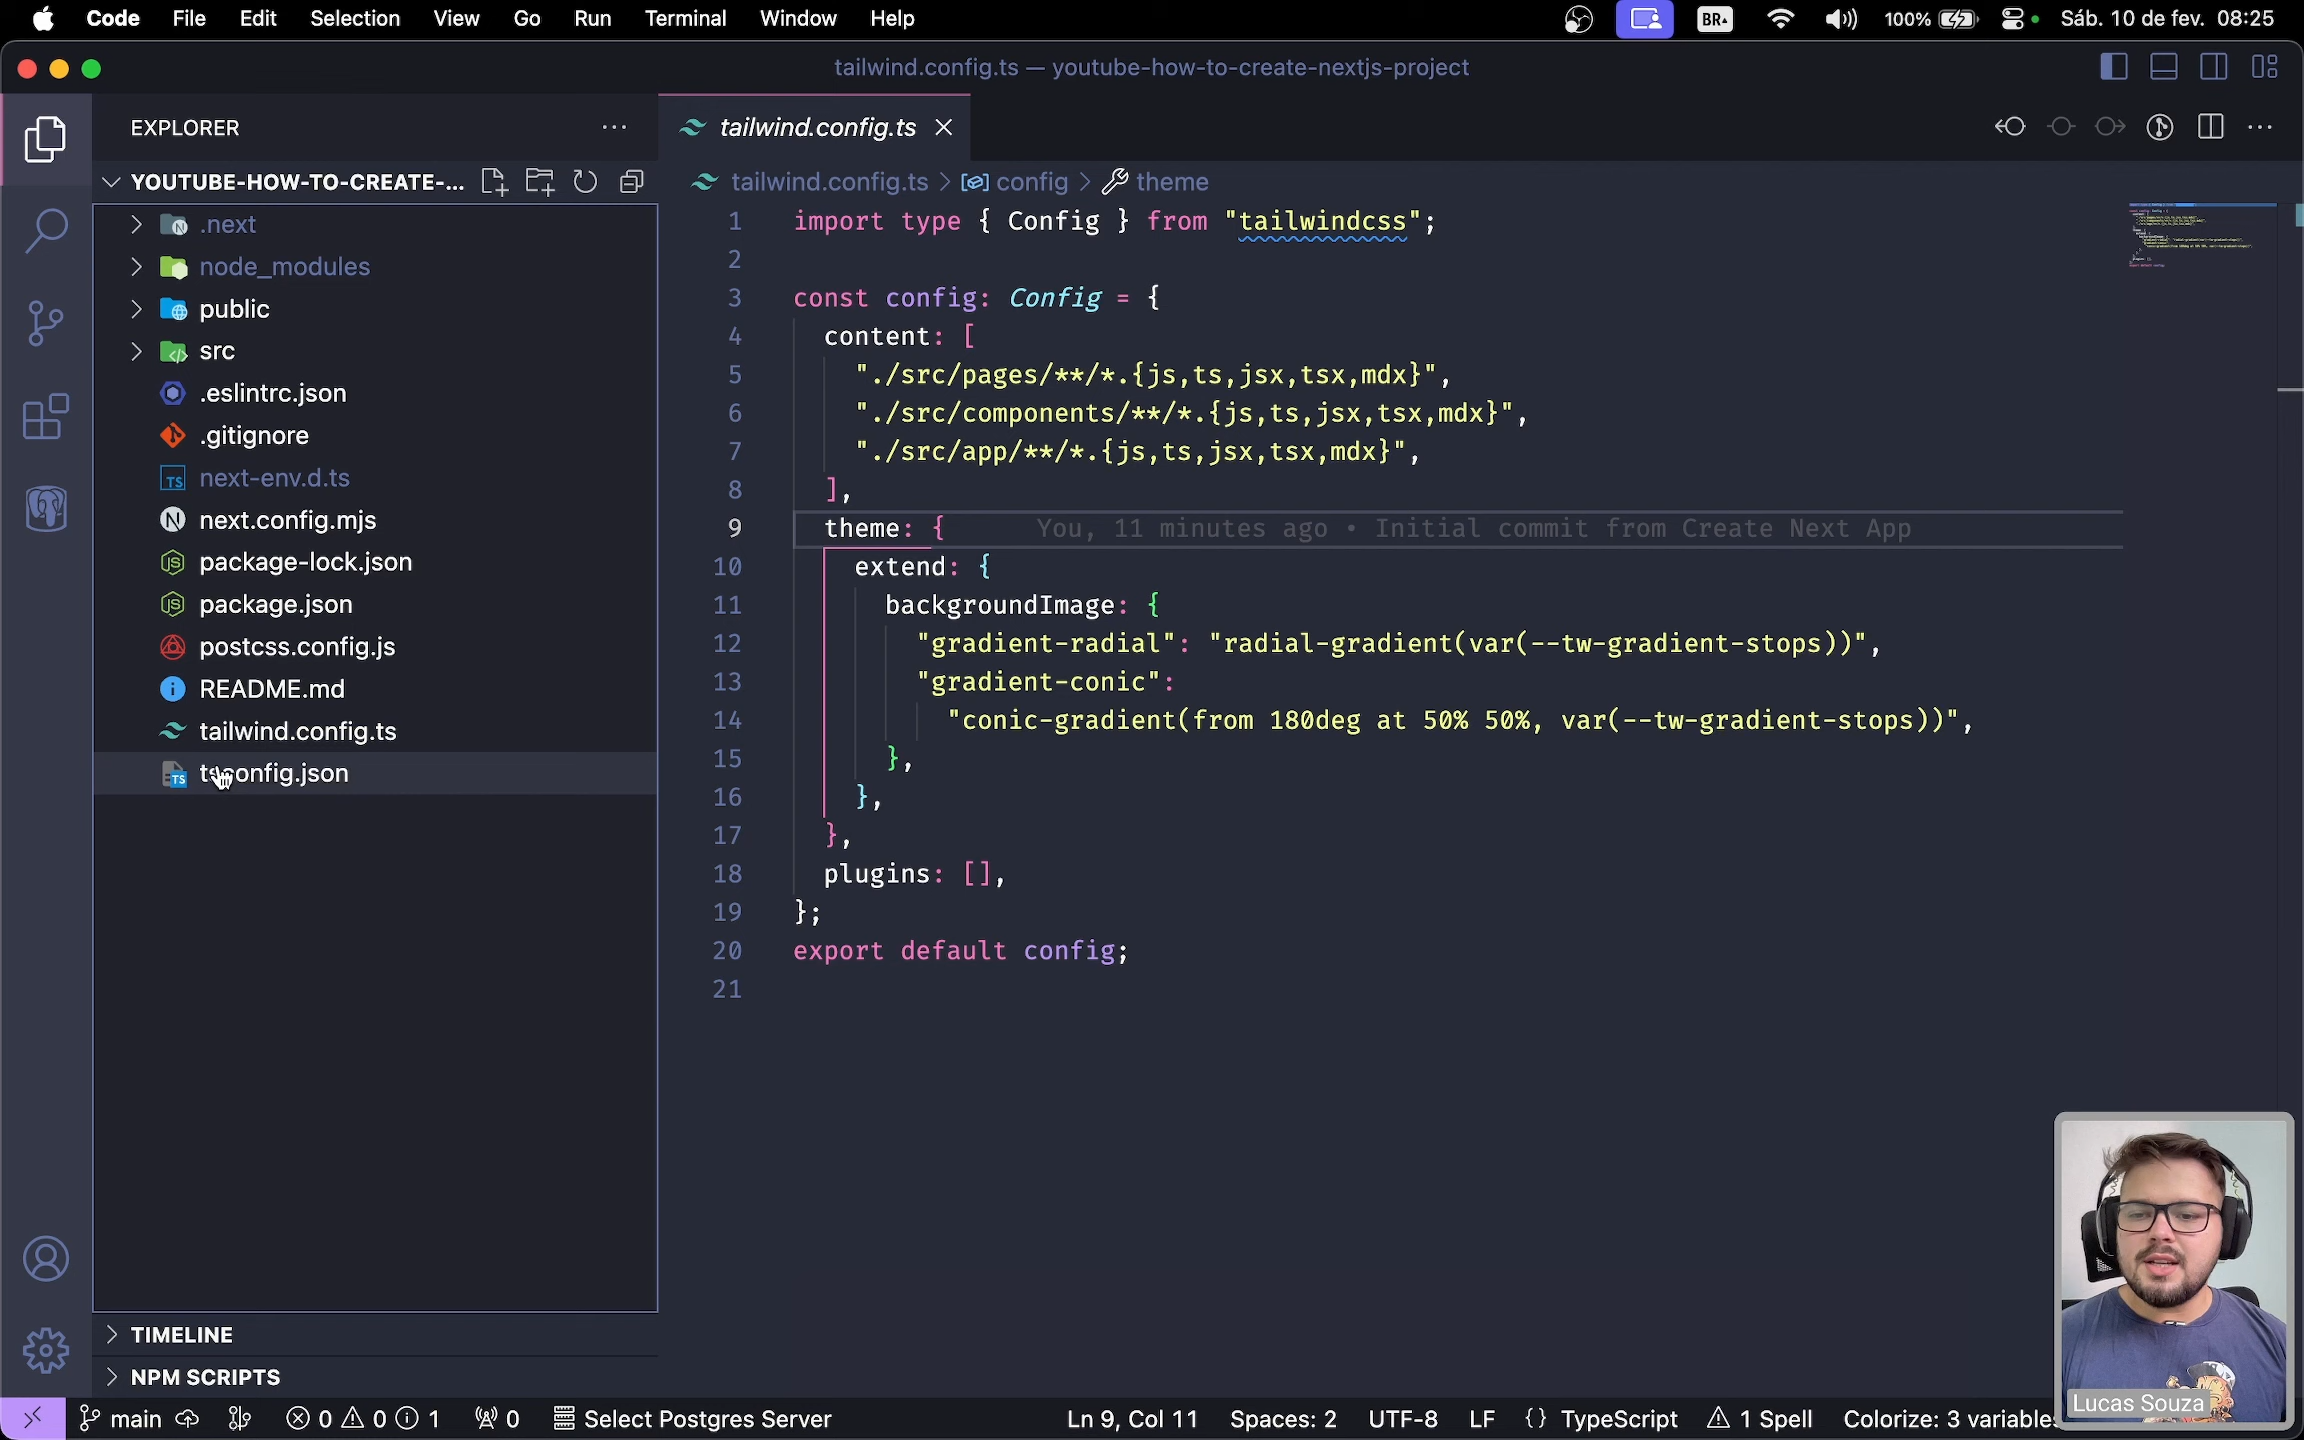 Code File Edit Selection View Go Run Terminal Window Help BR 100% Sáb. 10 de fev. 08:25
tailwind.config.ts — youtube-how-to-create-nextjs-project
EXPLORER
YOUTUBE-HOW-TO-CREATE-...
.next
node_modules
public
src
.eslintrc.json
.gitignore
next-env.d.ts
next.config.mjs
package-lock.json
package.json
postcss.config.js
README.md
tailwind.config.ts
tsconfig.json
TIMELINE
NPM SCRIPTS
tailwind.config.ts
tailwind.config.ts > config > theme
1 import type { Config } from "tailwindcss";
2
3 const config: Config = {
4 content: [
5 "./src/pages/**/*.{js,ts,jsx,tsx,mdx}",
6 "./src/components/**/*.{js,ts,jsx,tsx,mdx}",
7 "./src/app/**/*.{js,ts,jsx,tsx,mdx}",
8 ],
9 theme: { You, 11 minutes ago • Initial commit from Create Next App
10 extend: {
11 backgroundImage: {
12 "gradient-radial": "radial-gradient(var(--tw-gradient-stops))",
13 "gradient-conic":
14 "conic-gradient(from 180deg at 50% 50%, var(--tw-gradient-stops))",
15 },
16 },
17 },
18 plugins: [],
19 };
20 export default config;
21
Lucas Souza
main 0 0 1 0 Select Postgres Server Ln 9, Col 11 Spaces: 2 UTF-8 LF {} TypeScript 1 Spell Colorize: 3 variables